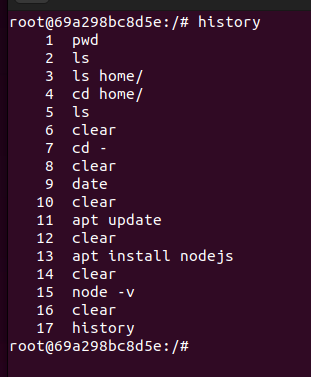 root@69a298bc8d5e:/# history
1 pwd
2 ls
3 ls home/
4 cd home/
5 ls
6 clear
7 cd -
8 clear
9 date
10 clear
11 apt update
12 clear
13 apt install nodejs
14 clear
15 node -v
16 clear
17 history
root@69a298bc8d5e:/#